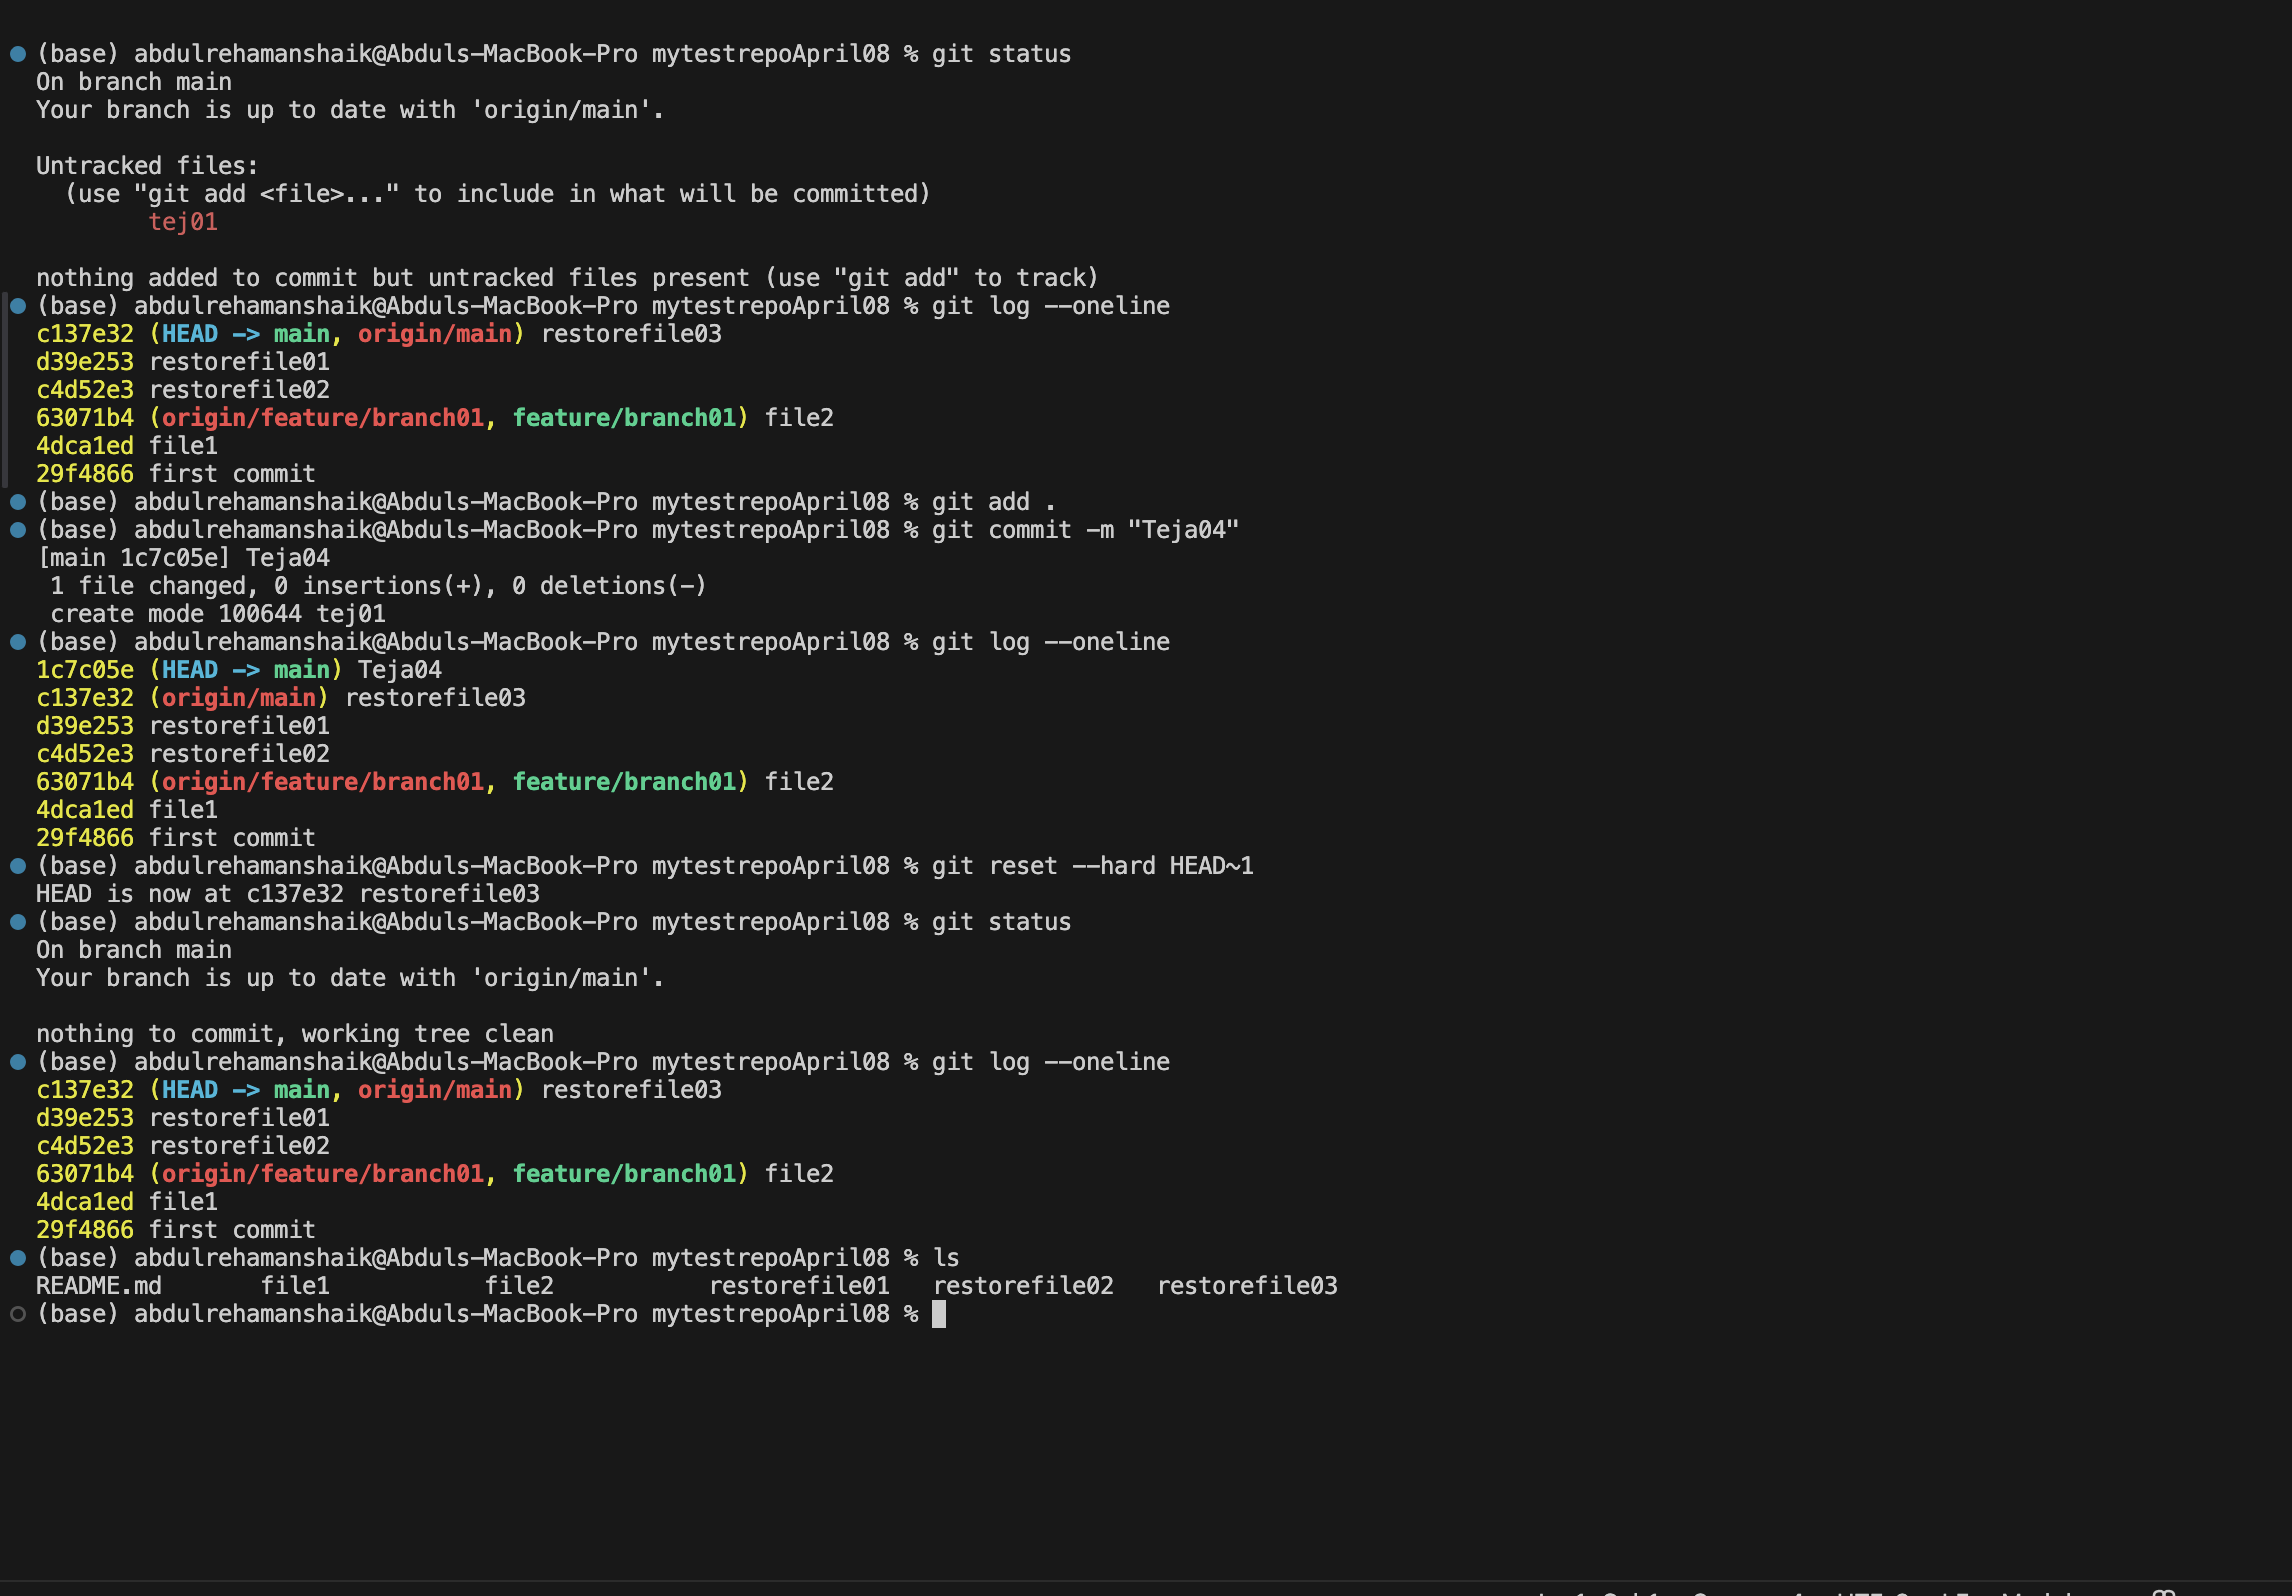 (base) abdulrehamanshaik@Abduls-MacBook-Pro mytestrepoApril08 % git status
On branch main
Your branch is up to date with 'origin/main'.
Untracked files:
  (use "git add <file>..." to include in what will be committed)
        tej01
nothing added to commit but untracked files present (use "git add" to track)
(base) abdulrehamanshaik@Abduls-MacBook-Pro mytestrepoApril08 % git log --oneline
c137e32 (HEAD -> main, origin/main) restorefile03
d39e253 restorefile01
c4d52e3 restorefile02
63071b4 (origin/feature/branch01, feature/branch01) file2
4dca1ed file1
29f4866 first commit
(base) abdulrehamanshaik@Abduls-MacBook-Pro mytestrepoApril08 % git add .
(base) abdulrehamanshaik@Abduls-MacBook-Pro mytestrepoApril08 % git commit -m "Teja04"
[main 1c7c05e] Teja04
 1 file changed, 0 insertions(+), 0 deletions(-)
 create mode 100644 tej01
(base) abdulrehamanshaik@Abduls-MacBook-Pro mytestrepoApril08 % git log --oneline
1c7c05e (HEAD -> main) Teja04
c137e32 (origin/main) restorefile03
d39e253 restorefile01
c4d52e3 restorefile02
63071b4 (origin/feature/branch01, feature/branch01) file2
4dca1ed file1
29f4866 first commit
(base) abdulrehamanshaik@Abduls-MacBook-Pro mytestrepoApril08 % git reset --hard HEAD~1
HEAD is now at c137e32 restorefile03
(base) abdulrehamanshaik@Abduls-MacBook-Pro mytestrepoApril08 % git status
On branch main
Your branch is up to date with 'origin/main'.
nothing to commit, working tree clean
(base) abdulrehamanshaik@Abduls-MacBook-Pro mytestrepoApril08 % git log --oneline
c137e32 (HEAD -> main, origin/main) restorefile03
d39e253 restorefile01
c4d52e3 restorefile02
63071b4 (origin/feature/branch01, feature/branch01) file2
4dca1ed file1
29f4866 first commit
(base) abdulrehamanshaik@Abduls-MacBook-Pro mytestrepoApril08 % ls
README.md       file1           file2           restorefile01   restorefile02   restorefile03
(base) abdulrehamanshaik@Abduls-MacBook-Pro mytestrepoApril08 %